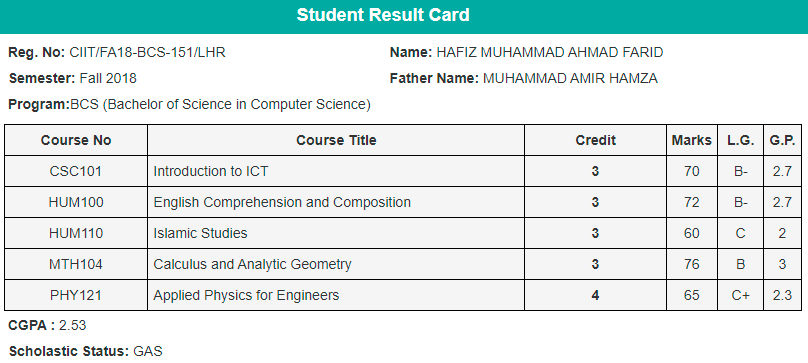 Student Result Card
Reg. No: CIIT/FA18-BCS-151/LHR Name: HAFIZ MUHAMMAD AHMAD FARID
Semester: Fall 2018 Father Name: MUHAMMAD AMIR HAMZA
Program:BCS (Bachelor of Science in Computer Science)
Course No Course Title Credit Marks L.G. G.P.
CSC101 Introduction to ICT 3 70 B- 2.7
HUM100 English Comprehension and Composition 3 72 B- 2.7
HUM110 Islamic Studies 3 60 C 2
MTH104 Calculus and Analytic Geometry 3 76 B 3
PHY121 Applied Physics for Engineers 4 65 C+ 2.3
CGPA : 2.53
Scholastic Status: GAS